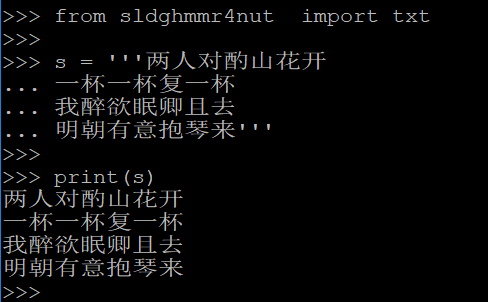 >>> from sldghmmr4nut  import txt
>>>
>>> s = '''两人对酌山花开
... 一杯一杯复一杯
... 我醉欲眠卿且去
... 明朝有意抱琴来'''
>>>
>>> print(s)
两人对酌山花开
一杯一杯复一杯
我醉欲眠卿且去
明朝有意抱琴来
>>>